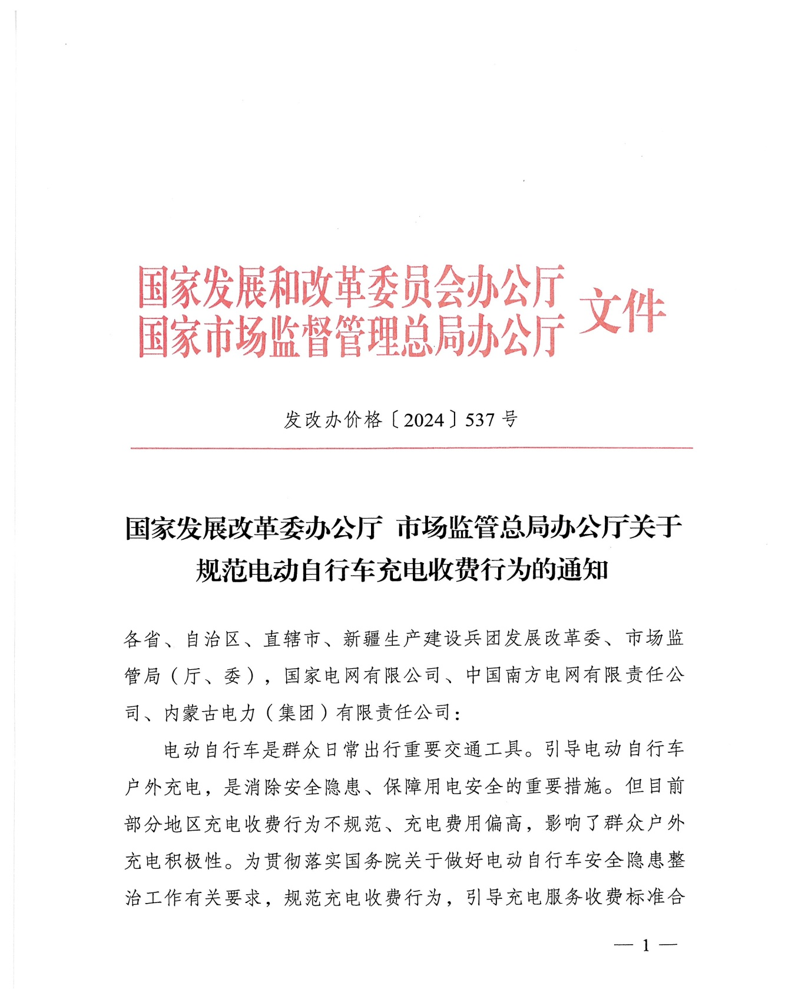 国家发展和改革委员会办公厅
国家市场监督管理总局办公厅
文件
发改办价格〔2024〕537 号
国家发展改革委办公厅 市场监管总局办公厅关于
规范电动自行车充电收费行为的通知
各省、自治区、直辖市、新疆生产建设兵团发展改革委、市场监
管局（厅、委），国家电网有限公司、中国南方电网有限责任公
司、内蒙古电力（集团）有限责任公司：
电动自行车是群众日常出行重要交通工具。引导电动自行车
户外充电，是消除安全隐患、保障用电安全的重要措施。但目前
部分地区充电收费行为不规范、充电费用偏高，影响了群众户外
充电积极性。为贯彻落实国务院关于做好电动自行车安全隐患整
治工作有关要求，规范充电收费行为，引导充电服务收费标准合
— 1 —